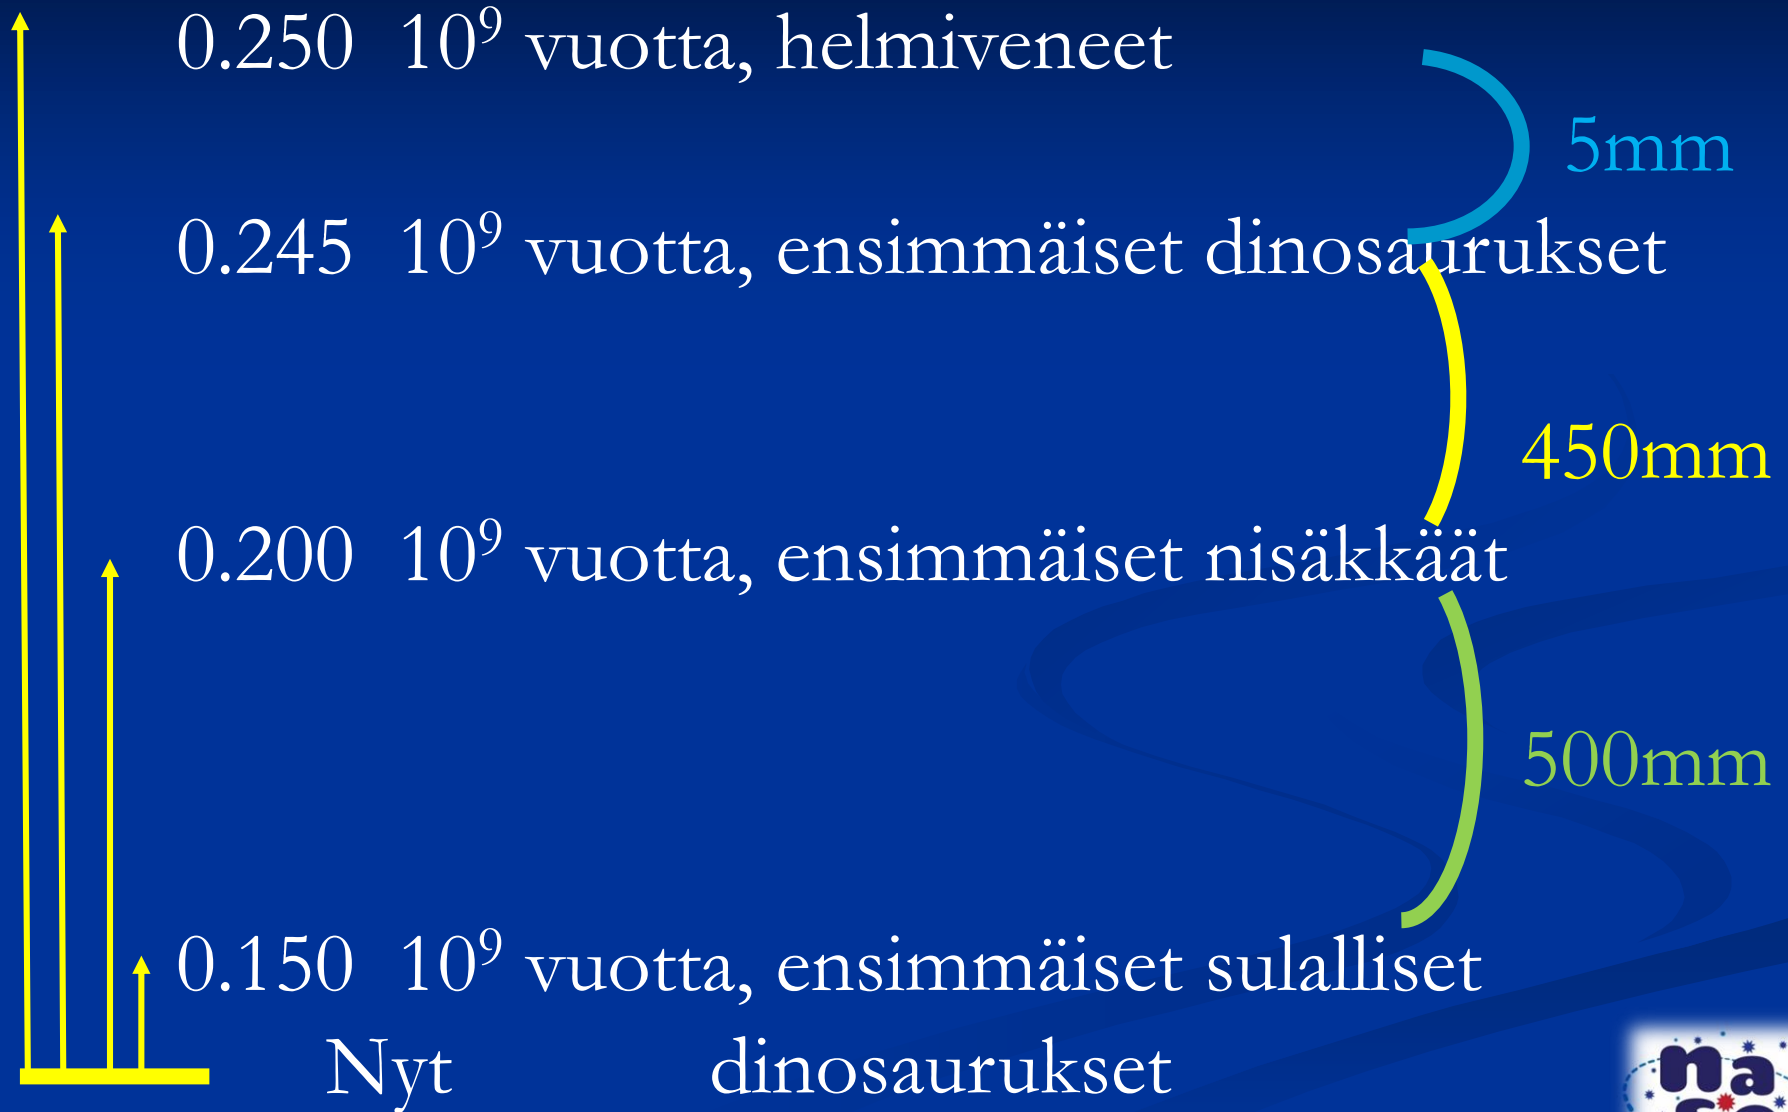 0.250 10⁹ vuotta, helmiveneet
5mm
0.245 10⁹ vuotta, ensimmäiset dinosaurukset
450mm
0.200 10⁹ vuotta, ensimmäiset nisäkkäät
500mm
0.150 10⁹ vuotta, ensimmäiset sulalliset
Nyt dinosaurukset
na